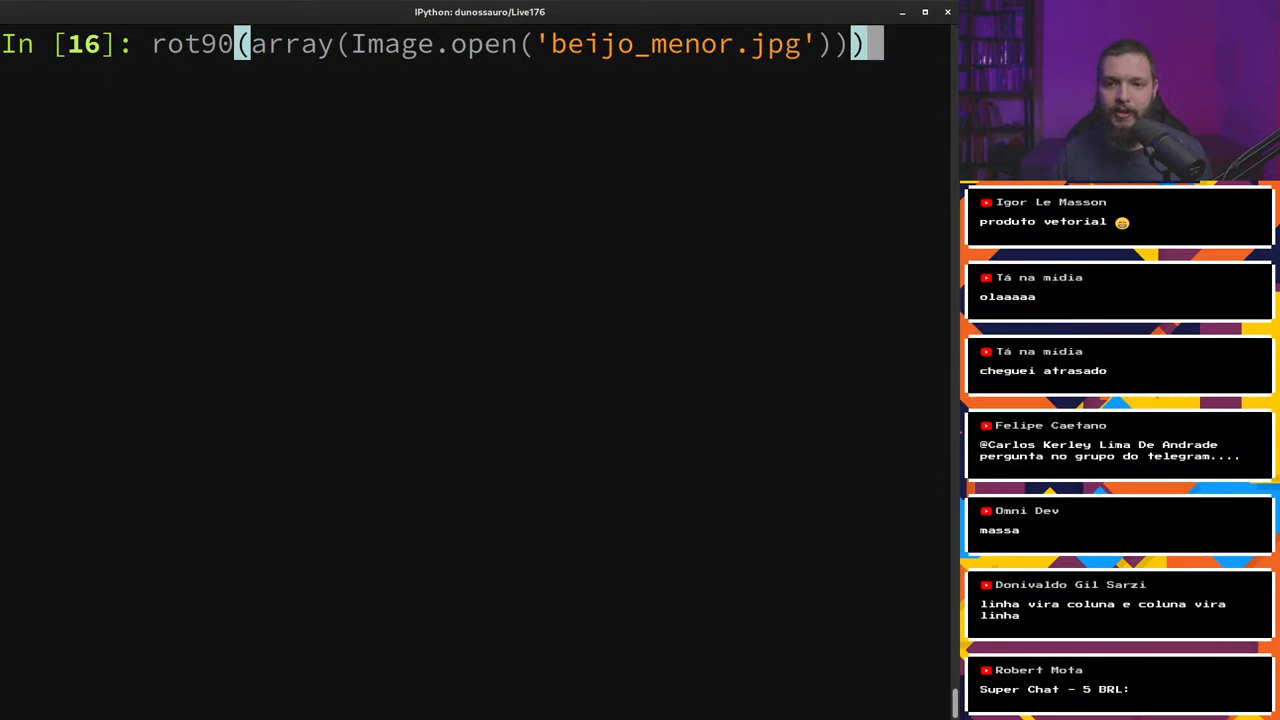 IPython: dunossauro/Live176
In [16]: rot90(array(Image.open('beijo_menor.jpg')))
Igor Le Masson
produto vetorial 😄
Tá na mídia
olaaaaa
Tá na mídia
cheguei atrasado
Felipe Caetano
@Carlos Kerley Lima De Andrade
pergunta no grupo do telegram....
Omni Dev
massa
Donivaldo Gil Sarzi
linha vira coluna e coluna vira
linha
Robert Mota
Super Chat - 5 BRL: